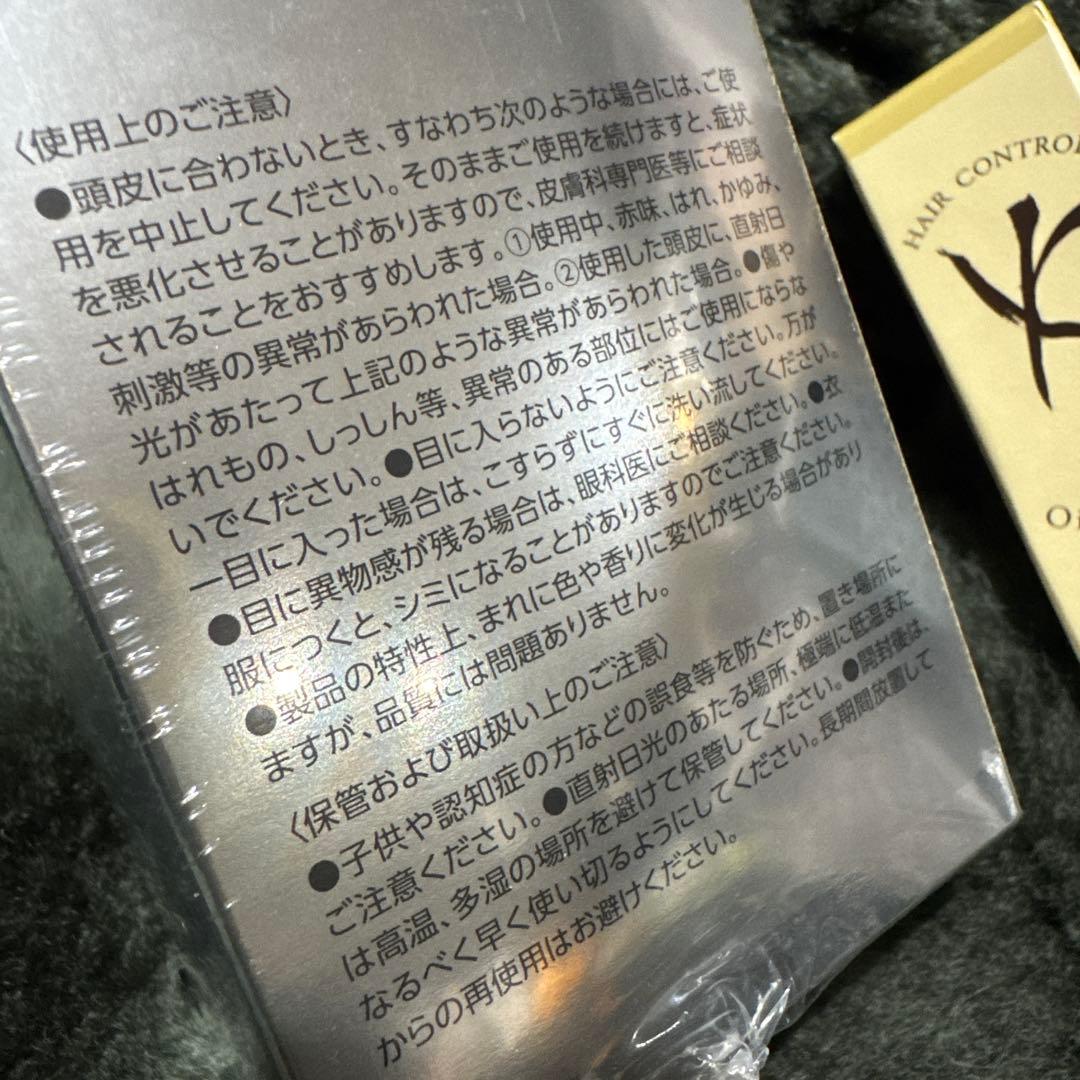 〈使用上のご注意〉
●頭皮に合わないとき、すなわち次のような場合には、ご使
用を中止してください。そのままご使用を続けますと、症状
を悪化させることがありますので、皮膚科専門医等にご相談
されることをおすすめします。①使用中、赤味、はれ、かゆみ、
刺激等の異常があらわれた場合。②使用した頭皮に、直射日
光があたって上記のような異常があらわれた場合。●傷や
はれもの、しっしん等、異常のある部位にはご使用にならな
いでください。●目に入らないようにご注意ください。万が
一目に入った場合は、こすらずにすぐに洗い流してください。
●目に異物感が残る場合は、眼科医にご相談ください。●衣
服につくと、シミになることがありますのでご注意ください。
●製品の特性上、まれに色や香りに変化が生じる場合があり
ますが、品質には問題ありません。
〈保管および取扱い上のご注意〉
●子供や認知症の方などの誤食等を防ぐため、置き場所に
ご注意ください。●直射日光のあたる場所、極端に低温また
は高温、多湿の場所を避けて保管してください。●開封後は、
なるべく早く使い切るようにしてください。長期間放置して
からの再使用はお避けください。
HAIR CONTROL